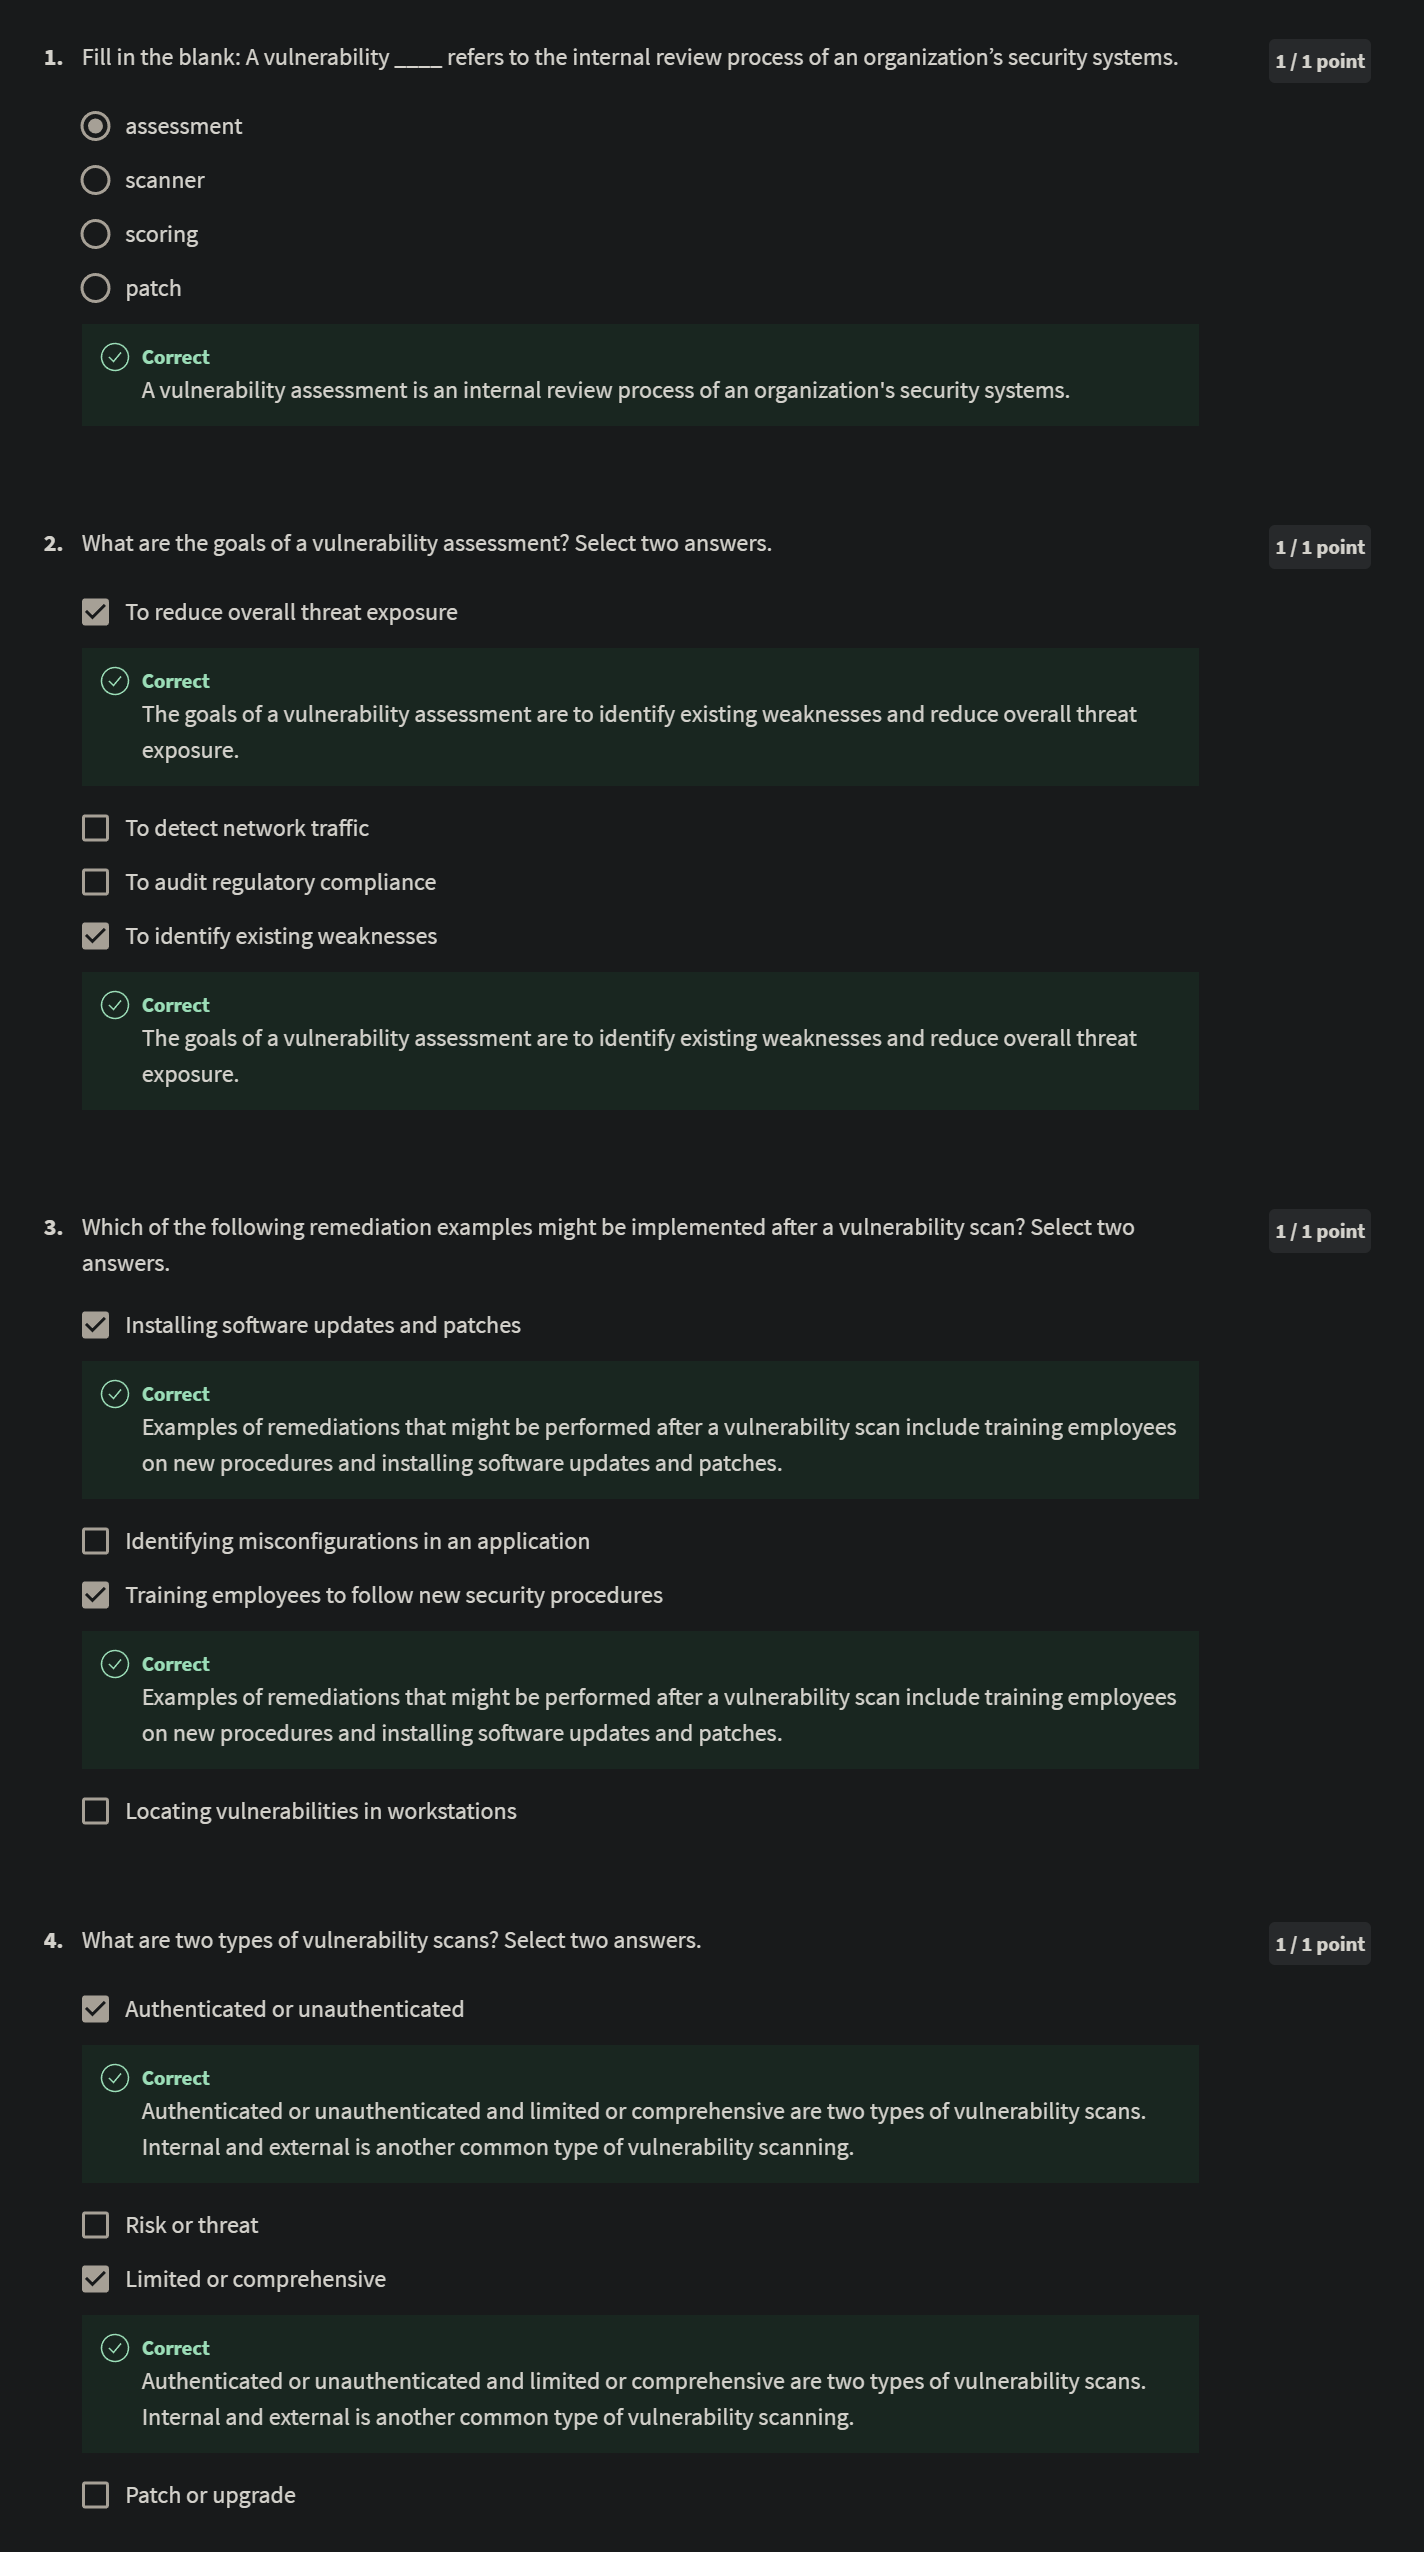 1. Fill in the blank: A vulnerability ____ refers to the internal review process of an organization’s security systems.
1 / 1 point
assessment
scanner
scoring
patch
Correct
A vulnerability assessment is an internal review process of an organization's security systems.
2. What are the goals of a vulnerability assessment? Select two answers.
1 / 1 point
To reduce overall threat exposure
Correct
The goals of a vulnerability assessment are to identify existing weaknesses and reduce overall threat
exposure.
To detect network traffic
To audit regulatory compliance
To identify existing weaknesses
Correct
The goals of a vulnerability assessment are to identify existing weaknesses and reduce overall threat
exposure.
3. Which of the following remediation examples might be implemented after a vulnerability scan? Select two
answers.
1 / 1 point
Installing software updates and patches
Correct
Examples of remediations that might be performed after a vulnerability scan include training employees
on new procedures and installing software updates and patches.
Identifying misconfigurations in an application
Training employees to follow new security procedures
Correct
Examples of remediations that might be performed after a vulnerability scan include training employees
on new procedures and installing software updates and patches.
Locating vulnerabilities in workstations
4. What are two types of vulnerability scans? Select two answers.
1 / 1 point
Authenticated or unauthenticated
Correct
Authenticated or unauthenticated and limited or comprehensive are two types of vulnerability scans.
Internal and external is another common type of vulnerability scanning.
Risk or threat
Limited or comprehensive
Correct
Authenticated or unauthenticated and limited or comprehensive are two types of vulnerability scans.
Internal and external is another common type of vulnerability scanning.
Patch or upgrade